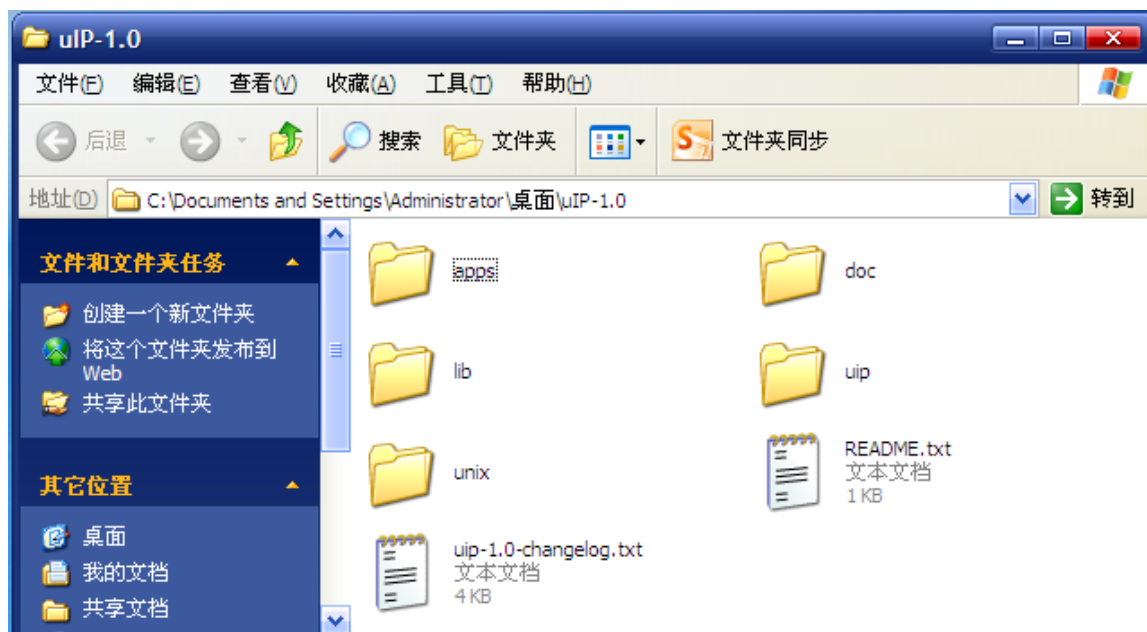 uIP-1.0
文件(F) 编辑(E) 查看(V) 收藏(A) 工具(T) 帮助(H)
后退 搜索 文件夹 文件夹同步
地址(D) C:\Documents and Settings\Administrator\桌面\uIP-1.0 转到
文件和文件夹任务
创建一个新文件夹
将这个文件夹发布到
Web
共享此文件夹
其它位置
桌面
我的文档
共享文档
apps
doc
lib
uip
unix
README.txt
文本文档
1 KB
uip-1.0-changelog.txt
文本文档
4 KB